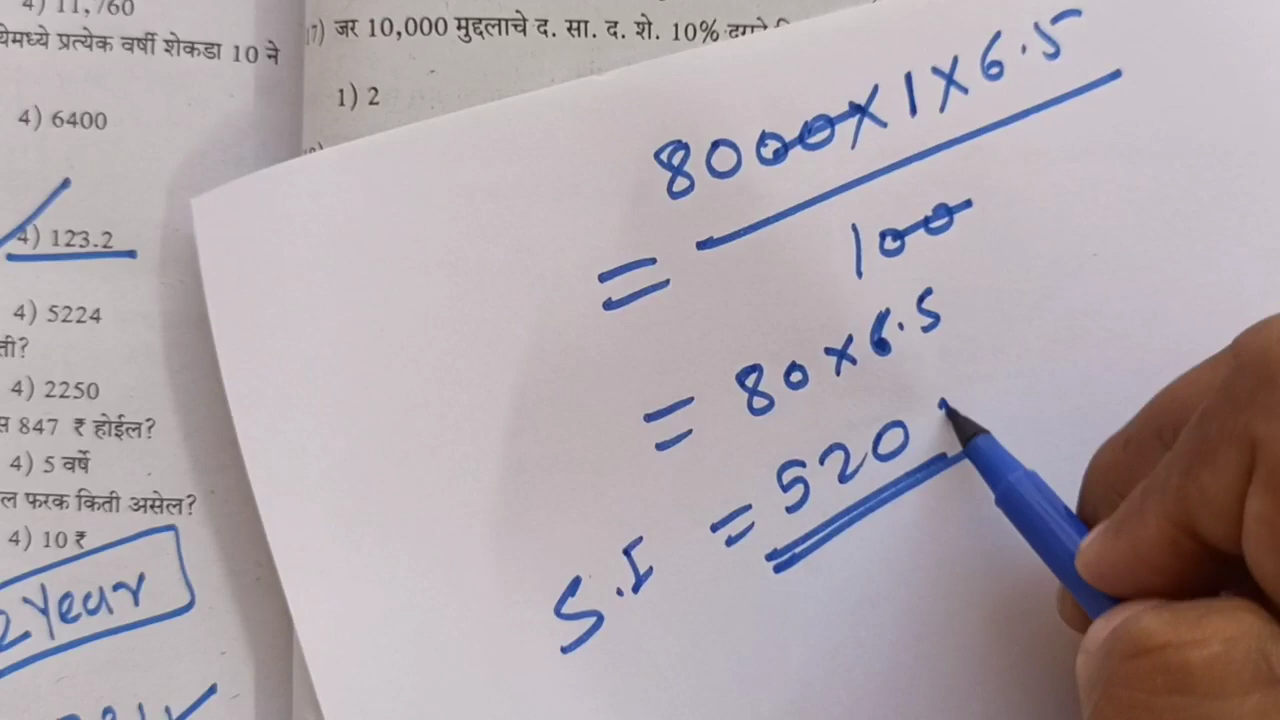 4) 11,760
प्रत्येक वर्षी शेकडा 10 ने
4) 6400
4) 123.2
4) 5224
4) 2250
847 ₹ होईल?
4) 5 वर्षे
फरक किती असेल?
4) 10 ₹
2 Year
17) जर 10,000 मुद्दलाचे द. सा. द. शे. 10%
1) 2
8000×1×6.5
=
100
= 80×6.5
S.I = 520